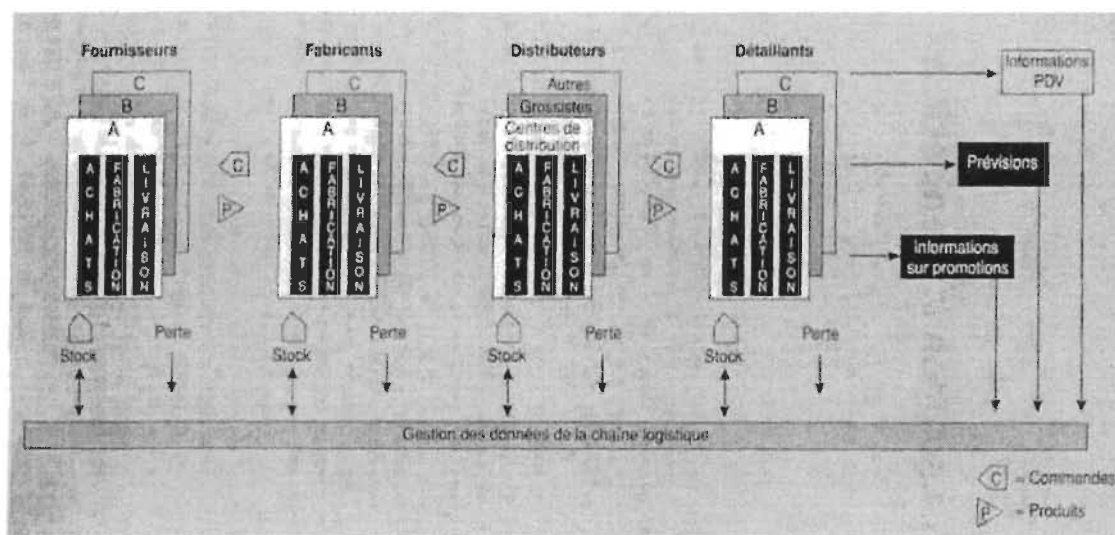 Fournisseurs
Fabricants
Distributeurs
Détaillants
C
B
A
ACHATS
FABRICATION
LIVRAISON
C
B
A
ACHATS
FABRICATION
LIVRAISON
Autres
Grossistes
Centres de
distribution
ACHATS
FABRICATION
LIVRAISON
C
B
A
ACHATS
FABRICATION
LIVRAISON
C
P
C
P
C
P
Informations
PDV
Prévisions
Informations
sur promotions
Stock
Perte
Stock
Perte
Stock
Perte
Stock
Perte
Gestion des données de la chaîne logistique
C = Commandes
P = Produits